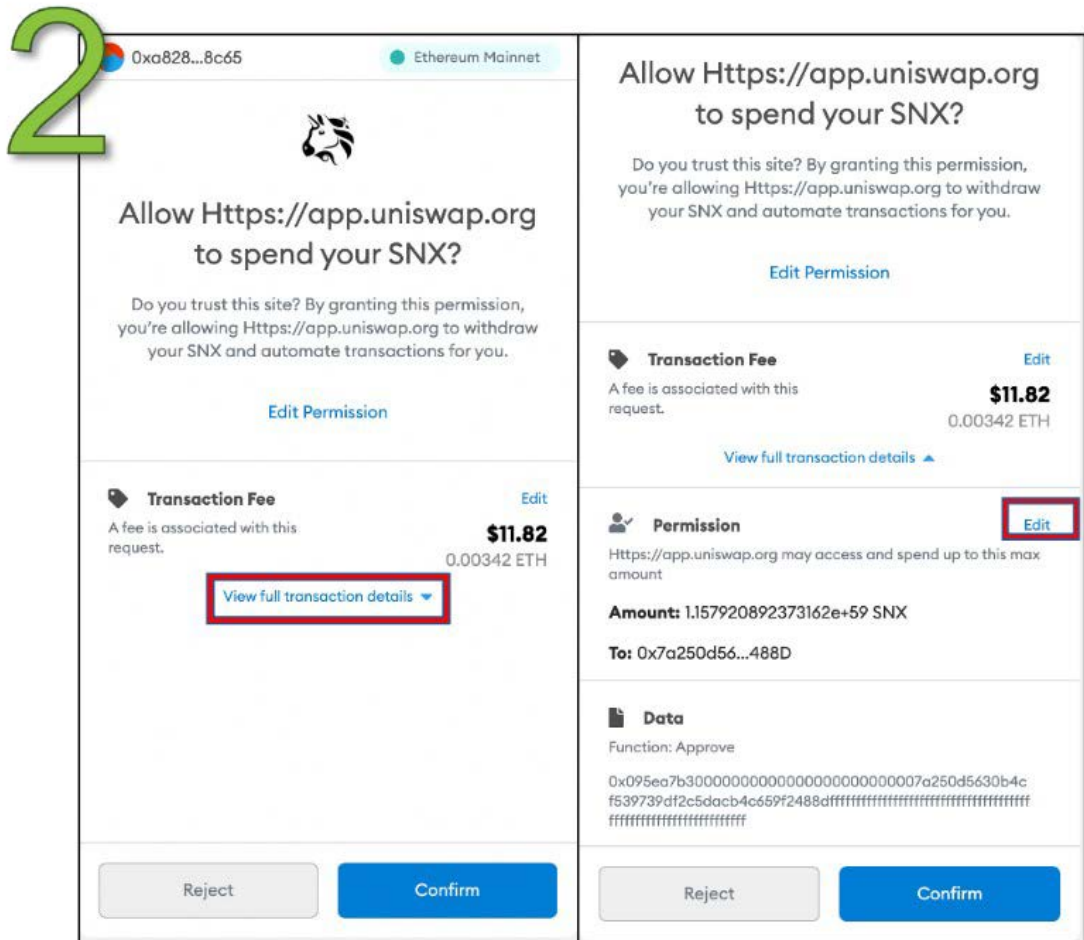 2
0xa828...8c65
Ethereum Mainnet
Allow Https://app.uniswap.org
to spend your SNX?
Do you trust this site? By granting this permission,
you're allowing Https://app.uniswap.org to withdraw
your SNX and automate transactions for you.
Edit Permission
Transaction Fee
Edit
A fee is associated with this
request.
$11.82
0.00342 ETH
View full transaction details
Reject
Confirm
Allow Https://app.uniswap.org
to spend your SNX?
Do you trust this site? By granting this permission,
you're allowing Https://app.uniswap.org to withdraw
your SNX and automate transactions for you.
Edit Permission
Transaction Fee
Edit
A fee is associated with this
request.
$11.82
0.00342 ETH
View full transaction details
Permission
Edit
Https://app.uniswap.org may access and spend up to this max
amount
Amount: 1.157920892373162e+59 SNX
To: 0x7a250d56...488D
Data
Function: Approve
0x095ea7b30000000000000000000000007a250d5630b4c
f539739df2c5dacb4c659f2488dffffffffffffffffffffffffffffffffffffff
ffffffffffffffffffffffffff
Reject
Confirm